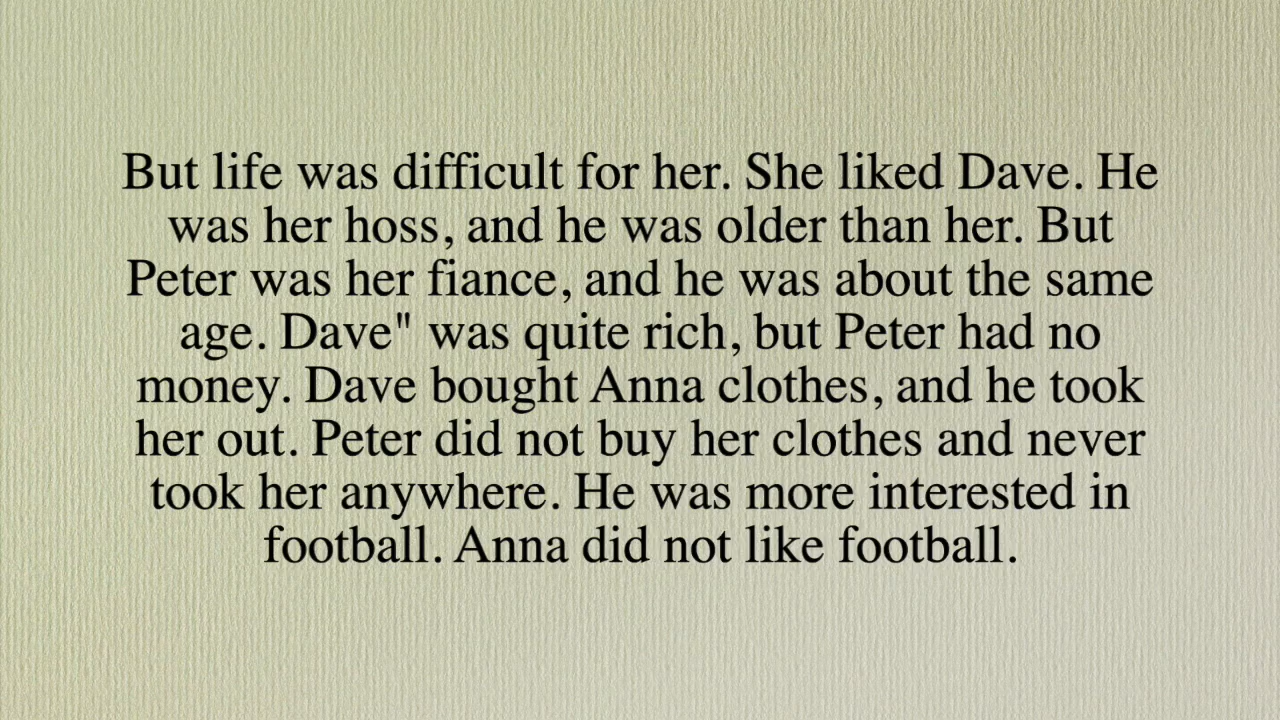 But life was difficult for her. She liked Dave. He
was her hoss, and he was older than her. But
Peter was her fiance, and he was about the same
age. Dave" was quite rich, but Peter had no
money. Dave bought Anna clothes, and he took
her out. Peter did not buy her clothes and never
took her anywhere. He was more interested in
football. Anna did not like football.